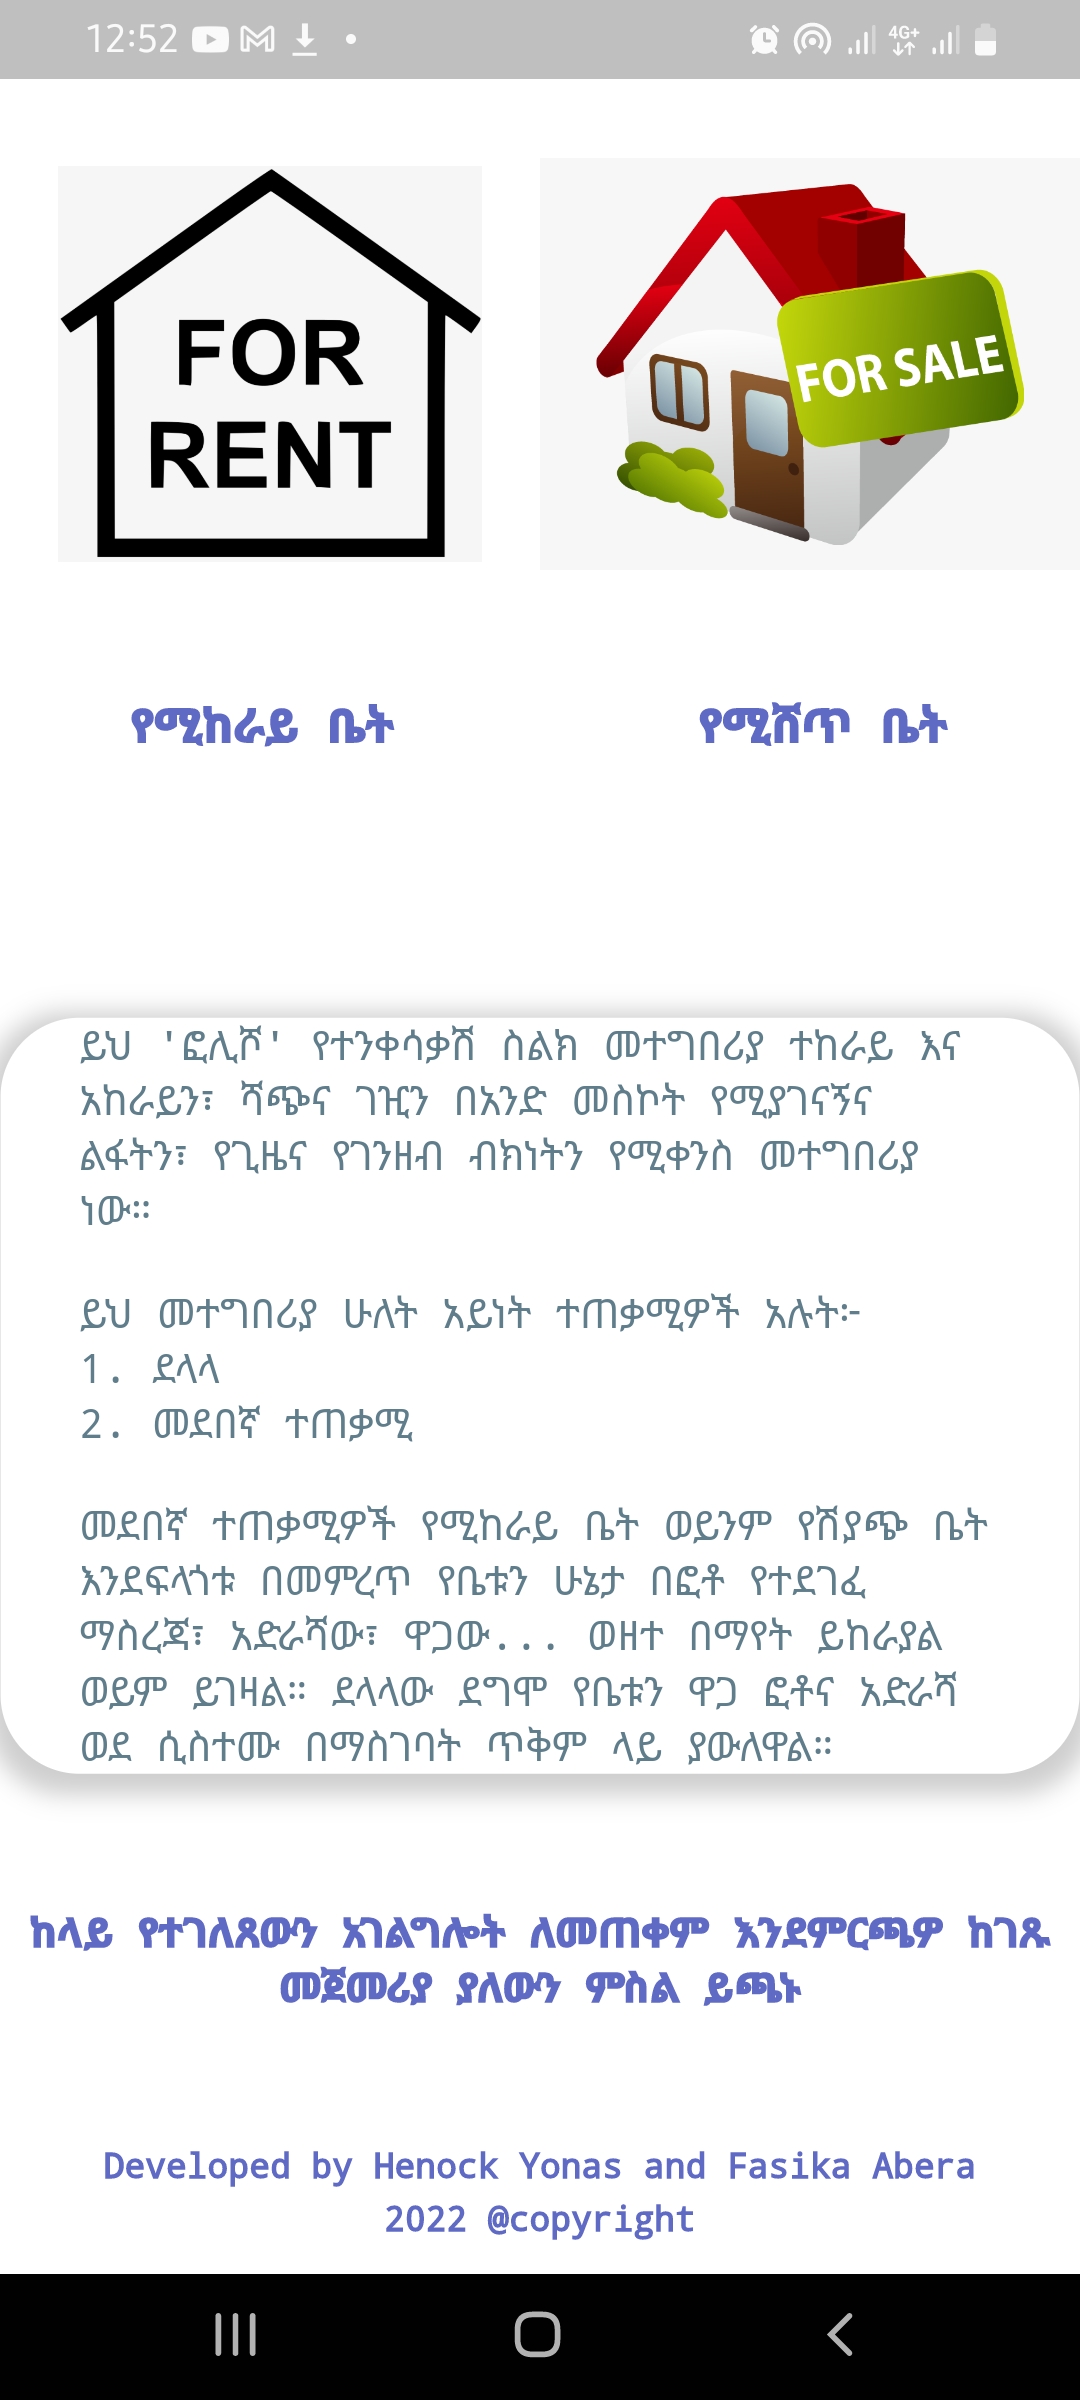 12:52
4G+
FOR
RENT
FOR SALE
የሚከራይ ቤት
የሚሸጥ ቤት
ይህ 'ፎሊሾ' የተንቀሳቃሽ ስልክ መተግበሪያ ተከራይ እና
አከራይን፣ ሻጭና ገዢን በአንድ መስኮት የሚያገናኝና
ልፋትን፣ የጊዜና የገንዘብ ብክነትን የሚቀንስ መተግበሪያ
ነው።
ይህ መተግበሪያ ሁለት አይነት ተጠቃሚዎች አሉት፦
1. ደላላ
2. መደበኛ ተጠቃሚ
መደበኛ ተጠቃሚዎች የሚከራይ ቤት ወይንም የሽያጭ ቤት
እንደፍላጎቱ በመምረጥ የቤቱን ሁኔታ በፎቶ የተደገፈ
ማስረጃ፣ አድራሻው፣ ዋጋው... ወዘተ በማየት ይከራያል
ወይም ይገዛል። ደላላው ደግሞ የቤቱን ዋጋ ፎቶና አድራሻ
ወደ ሲስተሙ በማስገባት ጥቅም ላይ ያውለዋል።
ከላይ የተገለጸውን አገልግሎት ለመጠቀም እንደምርጫዎ ከገጹ
መጀመሪያ ያለውን ምስል ይጫኑ
Developed by Henock Yonas and Fasika Abera
2022 @copyright